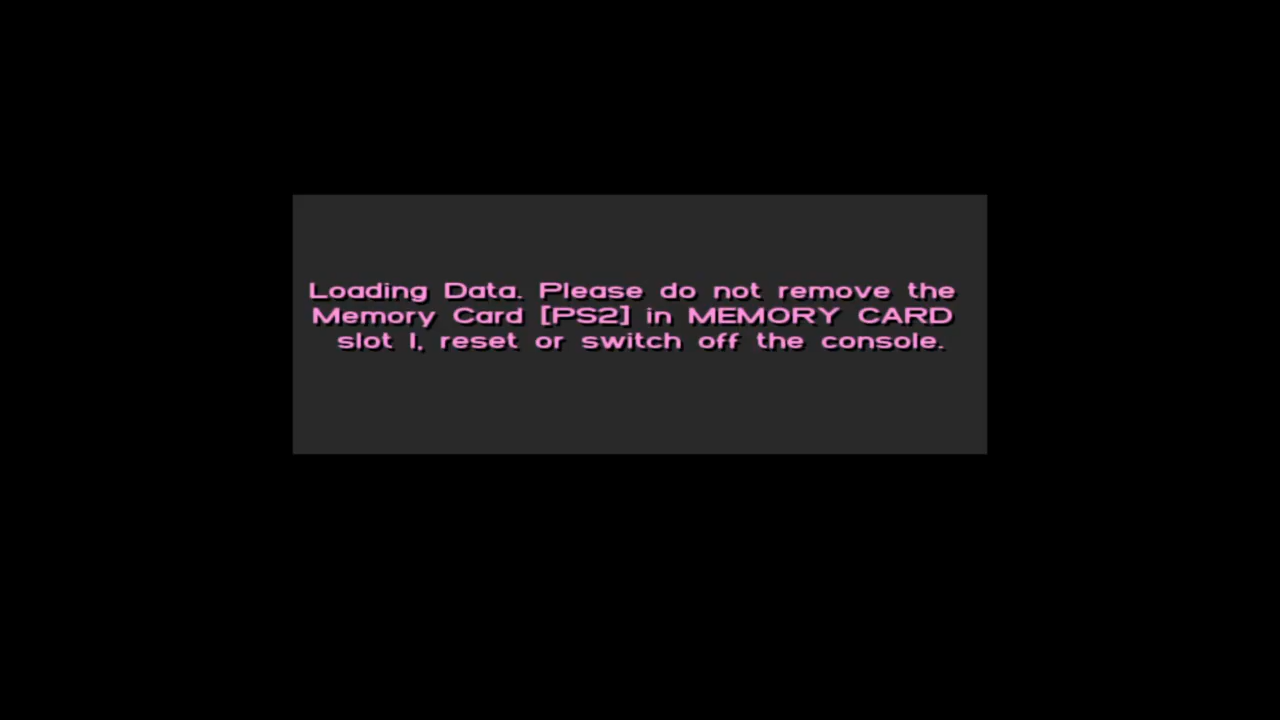 Loading Data. Please do not remove the
Memory Card [PS2] in MEMORY CARD
slot 1, reset or switch off the console.